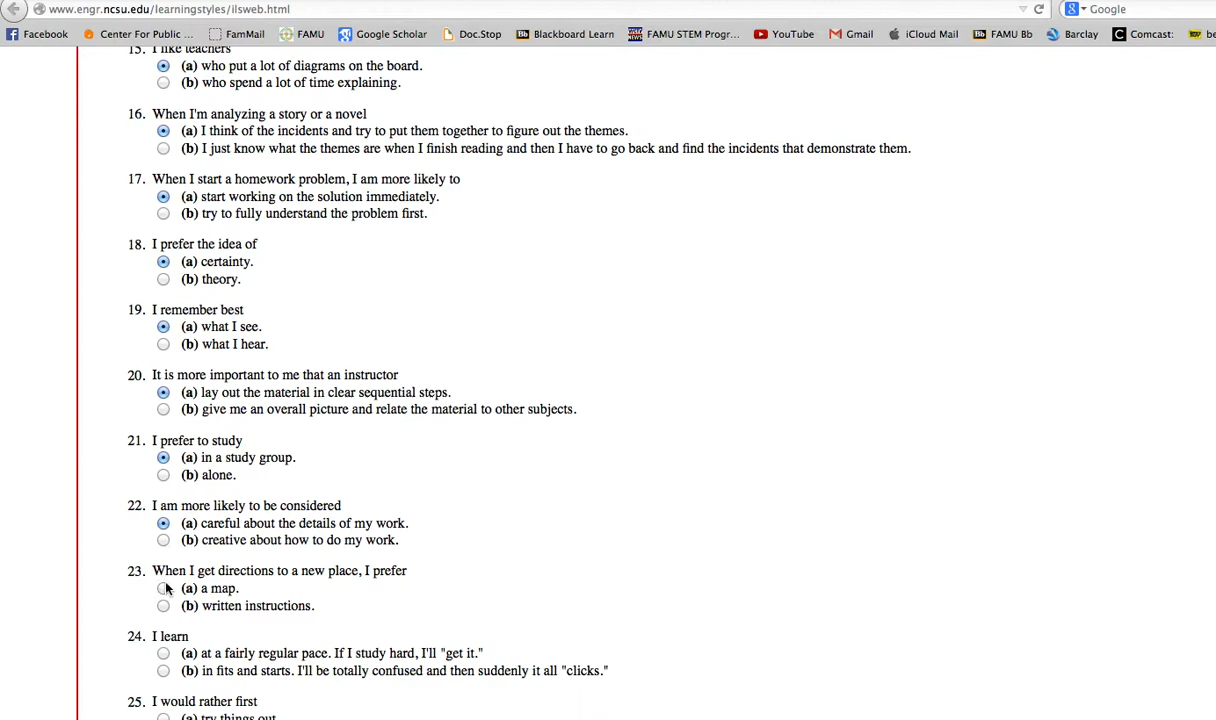 www.engr.ncsu.edu/learningstyles/ilsweb.html
Google
Facebook
Center For Public ...
FamMail
FAMU
Google Scholar
Doc.Stop
Blackboard Learn
FAMU STEM Progr...
YouTube
Gmail
iCloud Mail
FAMU Bb
Barclay
Comcast:
be
15. I like teachers
(a) who put a lot of diagrams on the board.
(b) who spend a lot of time explaining.
16. When I'm analyzing a story or a novel
(a) I think of the incidents and try to put them together to figure out the themes.
(b) I just know what the themes are when I finish reading and then I have to go back and find the incidents that demonstrate them.
17. When I start a homework problem, I am more likely to
(a) start working on the solution immediately.
(b) try to fully understand the problem first.
18. I prefer the idea of
(a) certainty.
(b) theory.
19. I remember best
(a) what I see.
(b) what I hear.
20. It is more important to me that an instructor
(a) lay out the material in clear sequential steps.
(b) give me an overall picture and relate the material to other subjects.
21. I prefer to study
(a) in a study group.
(b) alone.
22. I am more likely to be considered
(a) careful about the details of my work.
(b) creative about how to do my work.
23. When I get directions to a new place, I prefer
(a) a map.
(b) written instructions.
24. I learn
(a) at a fairly regular pace. If I study hard, I'll "get it."
(b) in fits and starts. I'll be totally confused and then suddenly it all "clicks."
25. I would rather first
(a) try things out.